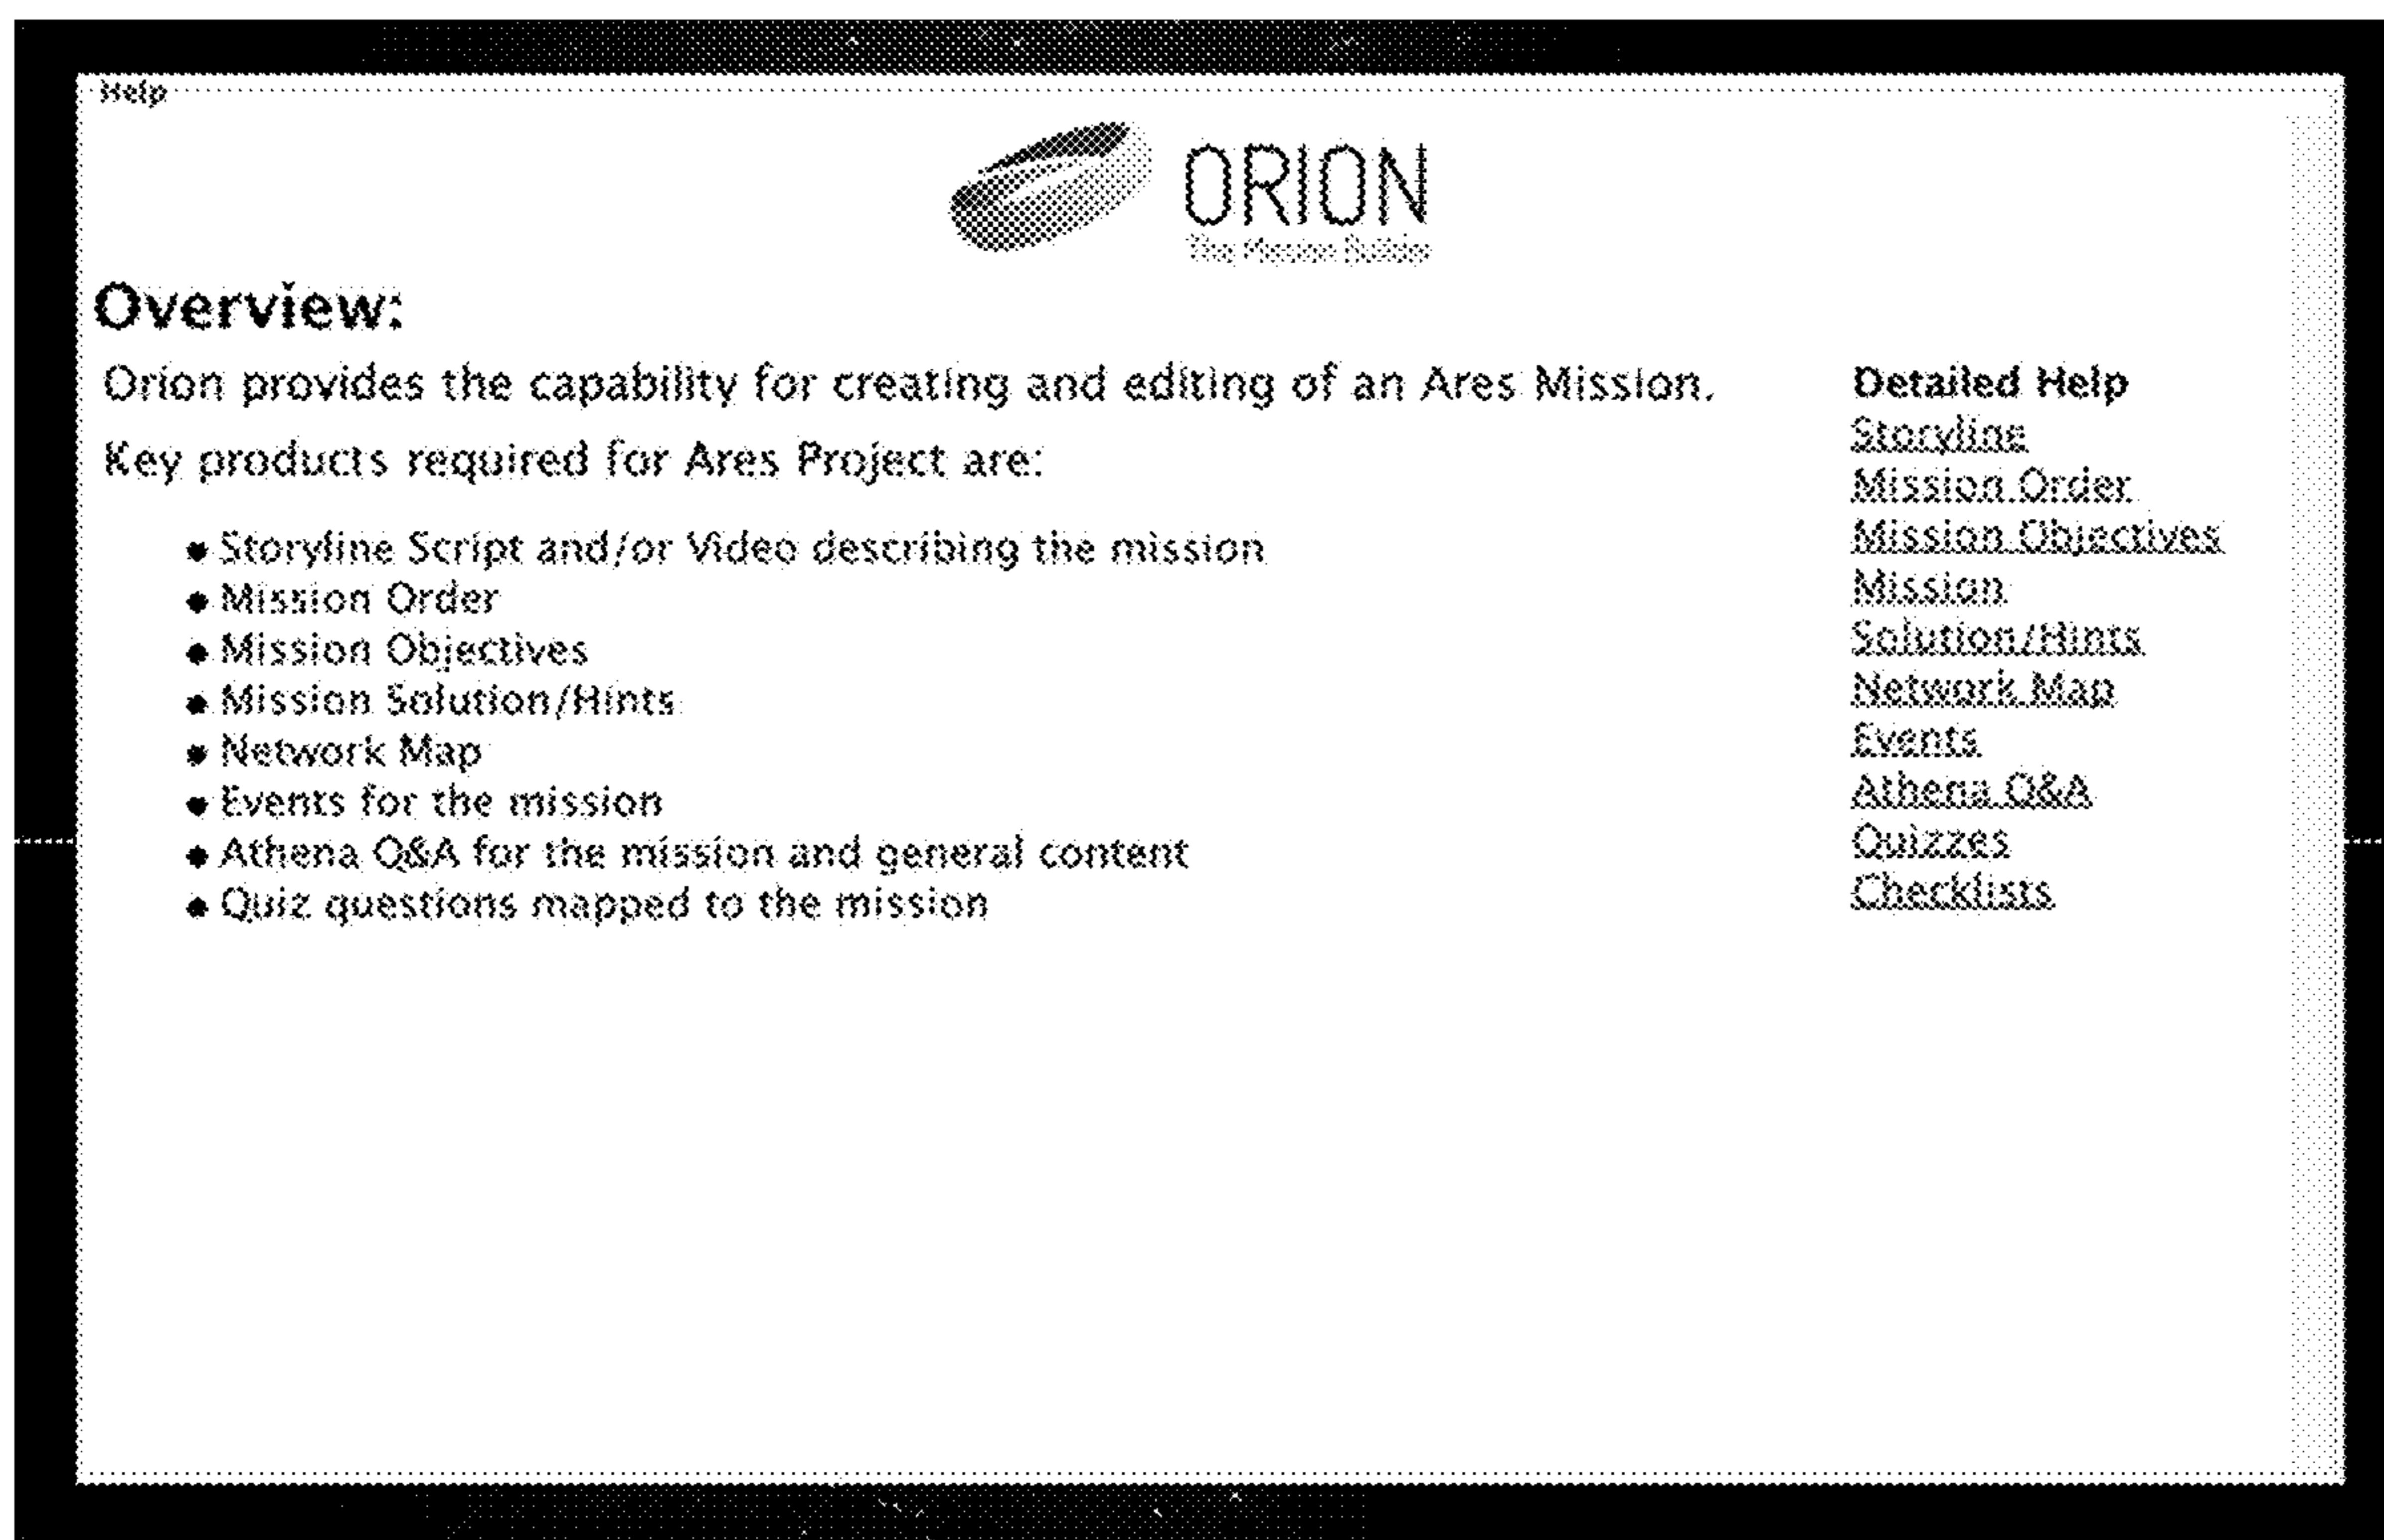 Help
ORION
The Mission Builder
Overview:
Orion provides the capability for creating and editing of an Ares Mission.
Key products required for Ares Project are:
• Storyline Script and/or Video describing the mission
• Mission Order
• Mission Objectives
• Mission Solution/Hints
• Network Map
• Events for the mission
• Athena Q&A for the mission and general content
• Quiz questions mapped to the mission
Detailed Help
Storyline
Mission Order
Mission Objectives
Mission
Solution/Hints
Network Map
Events
Athena Q&A
Quizzes
Checklists